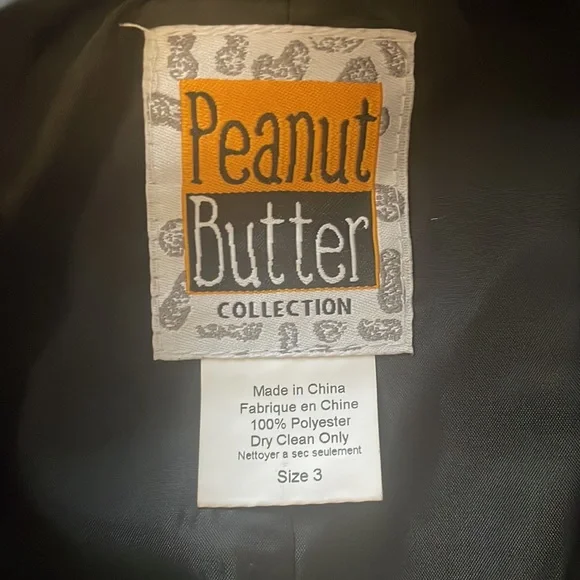 Peanut
Butter
COLLECTION
Made in China
Fabrique en Chine
100% Polyester
Dry Clean Only
Nettoyer a sec seulement
Size 3